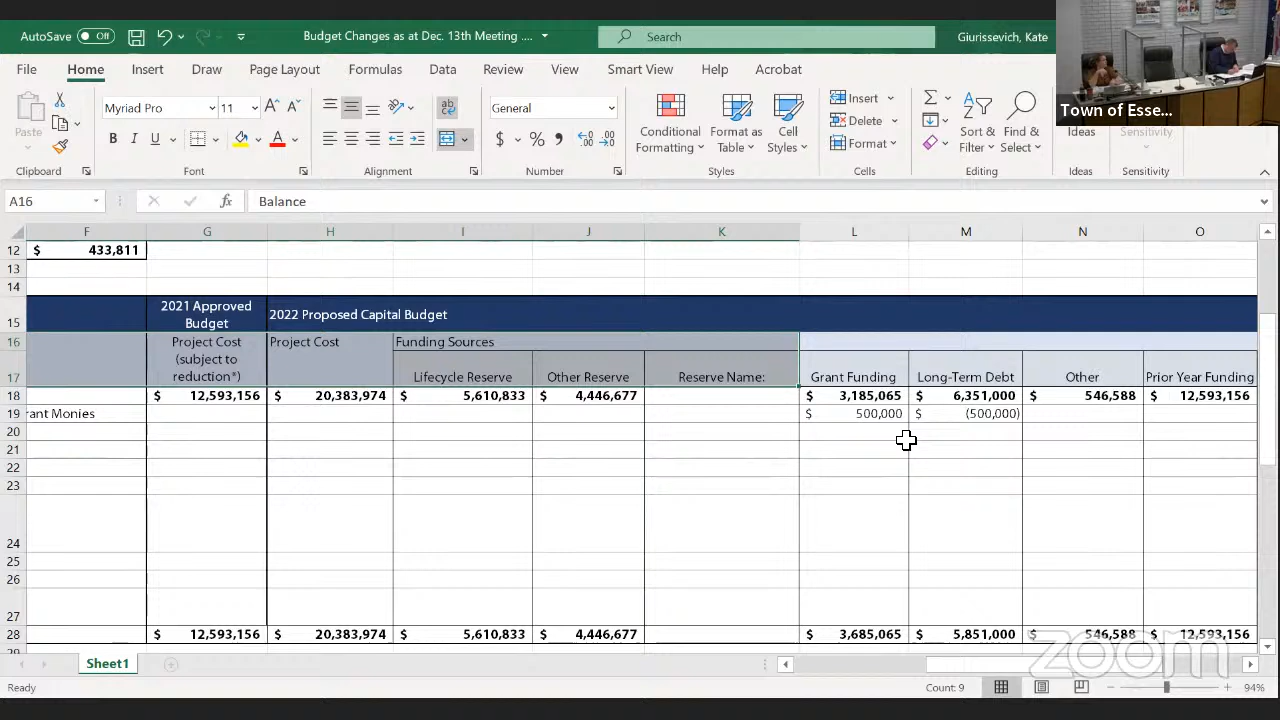 AutoSave Off Budget Changes as at Dec. 13th Meeting .... Search Giurissevich, Kate
Town of Esse...
File Home Insert Draw Page Layout Formulas Data Review View Smart View Help Acrobat
Paste Myriad Pro 11 General Conditional Formatting Format as Table Cell Styles Insert Delete Format Sort & Filter Find & Select Ideas Sensitivity
Clipboard Font Alignment Number Styles Cells Editing Ideas Sensitivity
A16 fx Balance
F G H I J K L M N O
12 $ 433,811
13
14
15 2021 Approved Budget 2022 Proposed Capital Budget
16 Project Cost (subject to reduction*) Project Cost Funding Sources
17 Lifecycle Reserve Other Reserve Reserve Name: Grant Funding Long-Term Debt Other Prior Year Funding
18 $ 12,593,156 $ 20,383,974 $ 5,610,833 $ 4,446,677 $ 3,185,065 $ 6,351,000 $ 546,588 $ 12,593,156
19 rant Monies $ 500,000 $ (500,000)
20
21
22
23
24
25
26
27
28 $ 12,593,156 $ 20,383,974 $ 5,610,833 $ 4,446,677 $ 3,685,065 $ 5,851,000 $ 546,588 $ 12,593,156
zoom
Sheet1
Ready Count: 9 94%